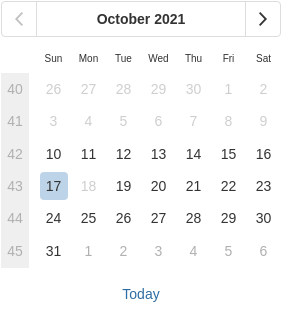 October 2021
Sun Mon Tue Wed Thu Fri Sat
40 26 27 28 29 30 1 2
41 3 4 5 6 7 8 9
42 10 11 12 13 14 15 16
43 17 18 19 20 21 22 23
44 24 25 26 27 28 29 30
45 31 1 2 3 4 5 6
Today